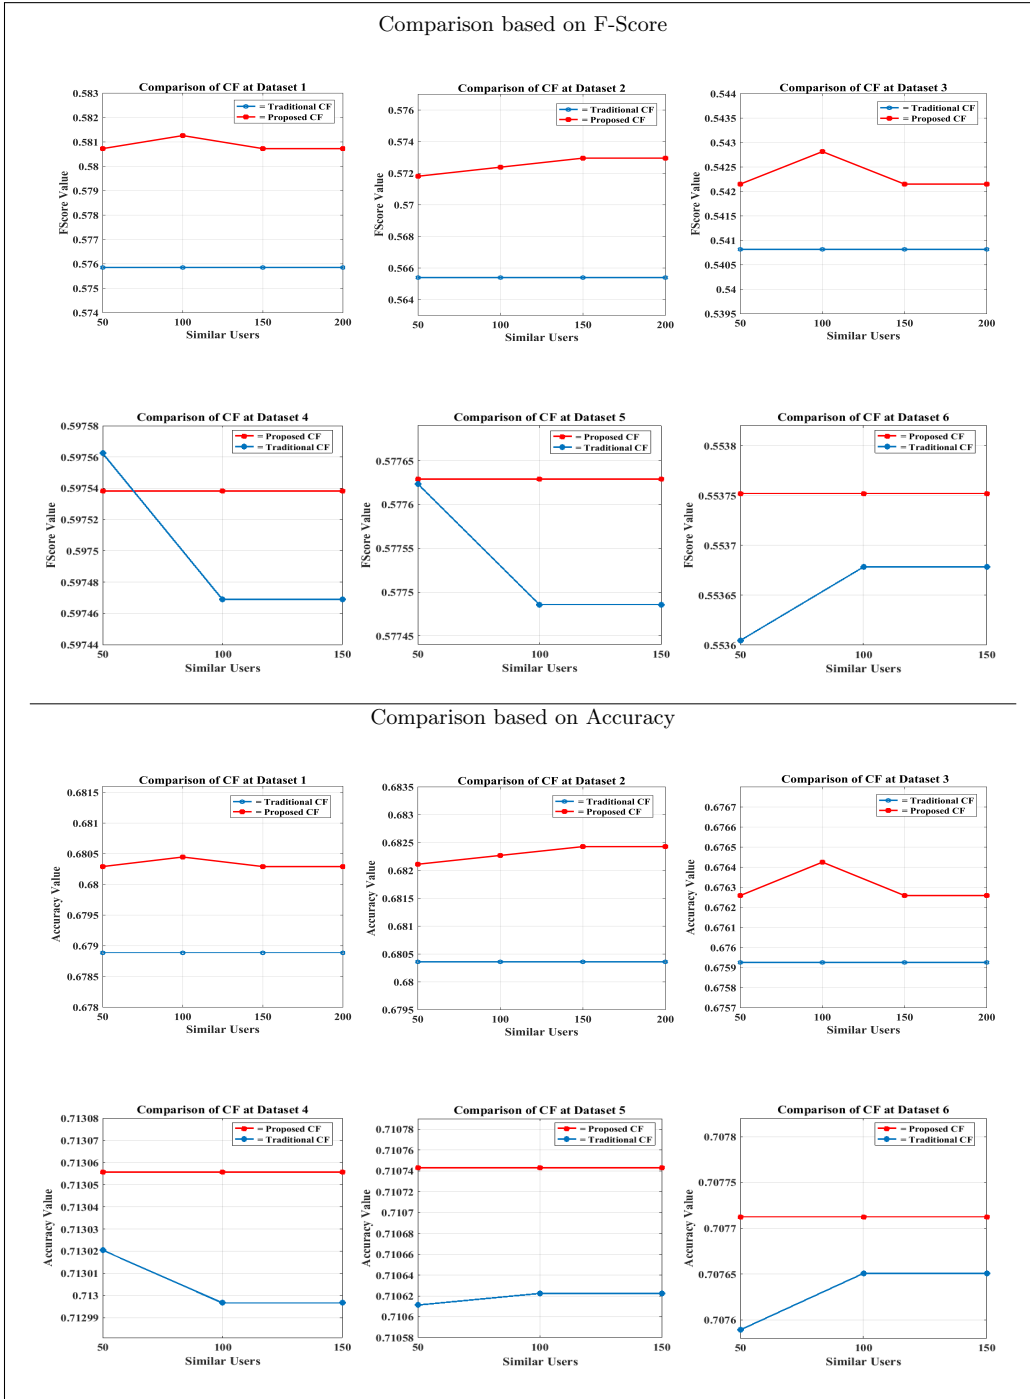 Comparison based on F-Score
Comparison of CF at Dataset 1
= Traditional CF
= Proposed CF
FScore Value
0.583
0.582
0.581
0.58
0.579
0.578
0.577
0.576
0.575
0.574
50 100 150 200
Similar Users
Comparison of CF at Dataset 2
= Traditional CF
= Proposed CF
FScore Value
0.576
0.574
0.572
0.57
0.568
0.566
0.564
50 100 150 200
Similar Users
Comparison of CF at Dataset 3
= Traditional CF
= Proposed CF
FScore Value
0.544
0.5435
0.543
0.5425
0.542
0.5415
0.541
0.5405
0.54
0.5395
50 100 150 200
Similar Users
Comparison of CF at Dataset 4
= Proposed CF
= Traditional CF
FScore Value
0.59758
0.59756
0.59754
0.59752
0.5975
0.59748
0.59746
0.59744
50 100 150
Similar Users
Comparison of CF at Dataset 5
= Proposed CF
= Traditional CF
FScore Value
0.57765
0.5776
0.57755
0.5775
0.57745
50 100 150
Similar Users
Comparison of CF at Dataset 6
= Proposed CF
= Traditional CF
FScore Value
0.5538
0.55375
0.5537
0.55365
0.5536
50 100 150
Similar Users
Comparison based on Accuracy
Comparison of CF at Dataset 1
= Traditional CF
= Proposed CF
Accuracy Value
0.6815
0.681
0.6805
0.68
0.6795
0.679
0.6785
0.678
50 100 150 200
Similar Users
Comparison of CF at Dataset 2
= Traditional CF
= Proposed CF
Accuracy Value
0.6835
0.683
0.6825
0.682
0.6815
0.681
0.6805
0.68
0.6795
50 100 150 200
Similar Users
Comparison of CF at Dataset 3
= Traditional CF
= Proposed CF
Accuracy Value
0.6767
0.6766
0.6765
0.6764
0.6763
0.6762
0.6761
0.676
0.6759
0.6758
0.6757
50 100 150 200
Similar Users
Comparison of CF at Dataset 4
= Proposed CF
= Traditional CF
Accuracy Value
0.71308
0.71307
0.71306
0.71305
0.71304
0.71303
0.71302
0.71301
0.713
0.71299
50 100 150
Similar Users
Comparison of CF at Dataset 5
= Proposed CF
= Traditional CF
Accuracy Value
0.71078
0.71076
0.71074
0.71072
0.7107
0.71068
0.71066
0.71064
0.71062
0.7106
0.71058
50 100 150
Similar Users
Comparison of CF at Dataset 6
= Proposed CF
= Traditional CF
Accuracy Value
0.7078
0.70775
0.7077
0.70765
0.7076
50 100 150
Similar Users